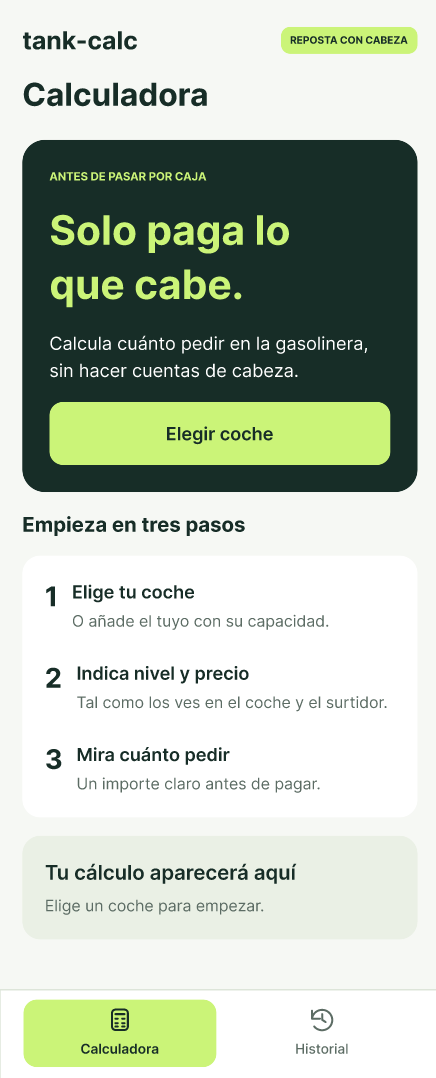 tank-calc
REPOSTA CON CABEZA
Calculadora
ANTES DE PASAR POR CAJA
Solo paga lo
que cabe.
Calcula cuánto pedir en la gasolinera,
sin hacer cuentas de cabeza.
Elegir coche
Empieza en tres pasos
1 Elige tu coche
O añade el tuyo con su capacidad.
2 Indica nivel y precio
Tal como los ves en el coche y el surtidor.
3 Mira cuánto pedir
Un importe claro antes de pagar.
Tu cálculo aparecerá aquí
Elige un coche para empezar.
Calculadora
Historial